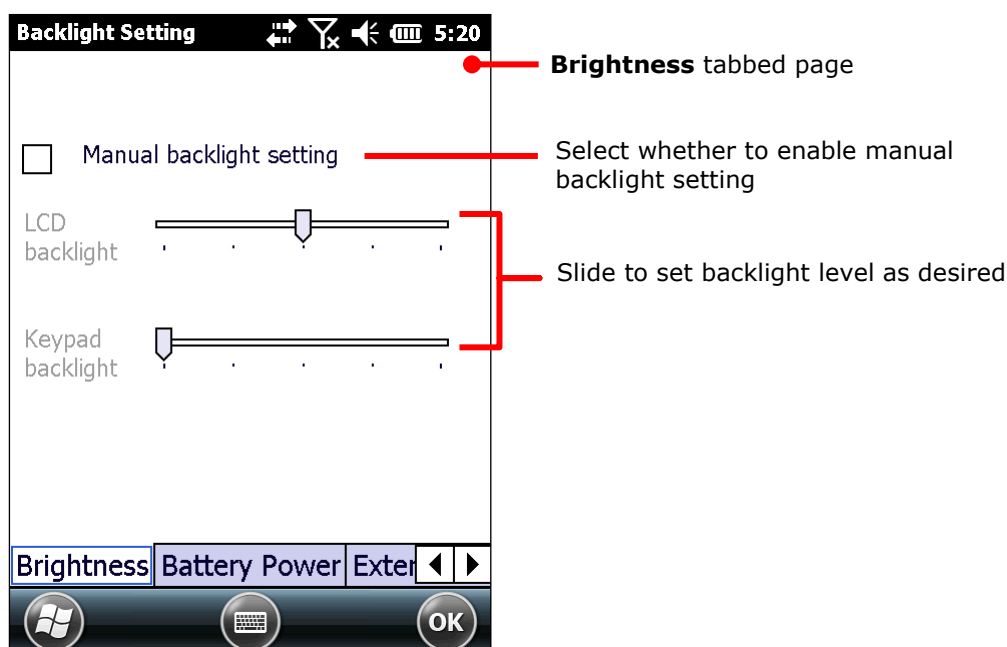 Backlight Setting 5:20
Brightness tabbed page
Manual backlight setting
Select whether to enable manual
backlight setting
LCD
backlight
Slide to set backlight level as desired
Keypad
backlight
Brightness Battery Power Exter
OK